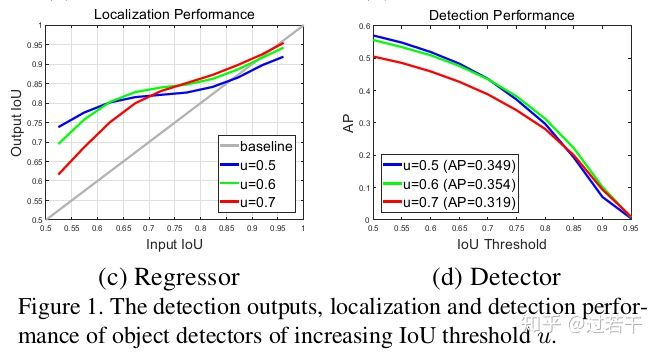 Localization Performance
1
0.95
0.9
0.85
0.8
0.75
0.7
0.65
0.6
0.55
0.5
Output IoU
baseline
u=0.5
u=0.6
u=0.7
0.5 0.55 0.6 0.65 0.7 0.75 0.8 0.85 0.9 0.95 1
Input IoU
Detection Performance
0.6
0.5
0.4
0.3
0.2
0.1
0
AP
u=0.5 (AP=0.349)
u=0.6 (AP=0.354)
u=0.7 (AP=0.319)
0.5 0.55 0.6 0.65 0.7 0.75 0.8 0.85 0.9 0.95
IoU Threshold
(c) Regressor
(d) Detector
Figure 1. The detection outputs, localization and detection perfor-
mance of object detectors of increasing IoU threshold u.
知乎 @过若干